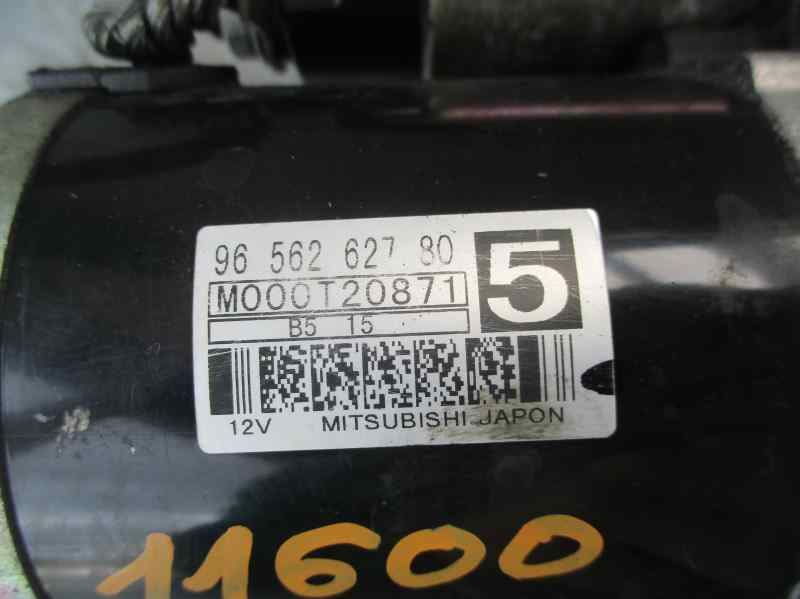 96 562 627 80
5
M000T20871
B5 15
12V MITSUBISHI JAPON
11600